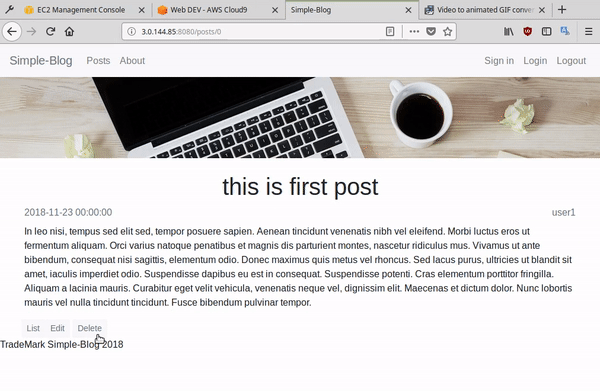 EC2 Management Console
Web DEV - AWS Cloud9
Simple-Blog
Video to animated GIF conver
3.0.144.85:8080/posts/0
Simple-Blog
Posts
About
Sign in
Login
Logout
this is first post
2018-11-23 00:00:00
user1
In leo nisi, tempus sed elit sed, tempor posuere sapien. Aenean tincidunt venenatis nibh vel eleifend. Morbi luctus eros ut
fermentum aliquam. Orci varius natoque penatibus et magnis dis parturient montes, nascetur ridiculus mus. Vivamus ut ante
bibendum, consequat nisi sagittis, elementum odio. Donec maximus quis metus vel rhoncus. Sed lacus purus, ultricies ut blandit sit
amet, iaculis imperdiet odio. Suspendisse dapibus eu est in consequat. Suspendisse potenti. Cras elementum porttitor fringilla.
Aliquam a lacinia mauris. Curabitur eget velit vehicula, venenatis neque vel, dignissim elit. Maecenas et dictum dolor. Nunc lobortis
mauris vel nulla tincidunt tincidunt. Fusce bibendum pulvinar tempor.
List
Edit
Delete
TradeMark Simple-Blog 2018